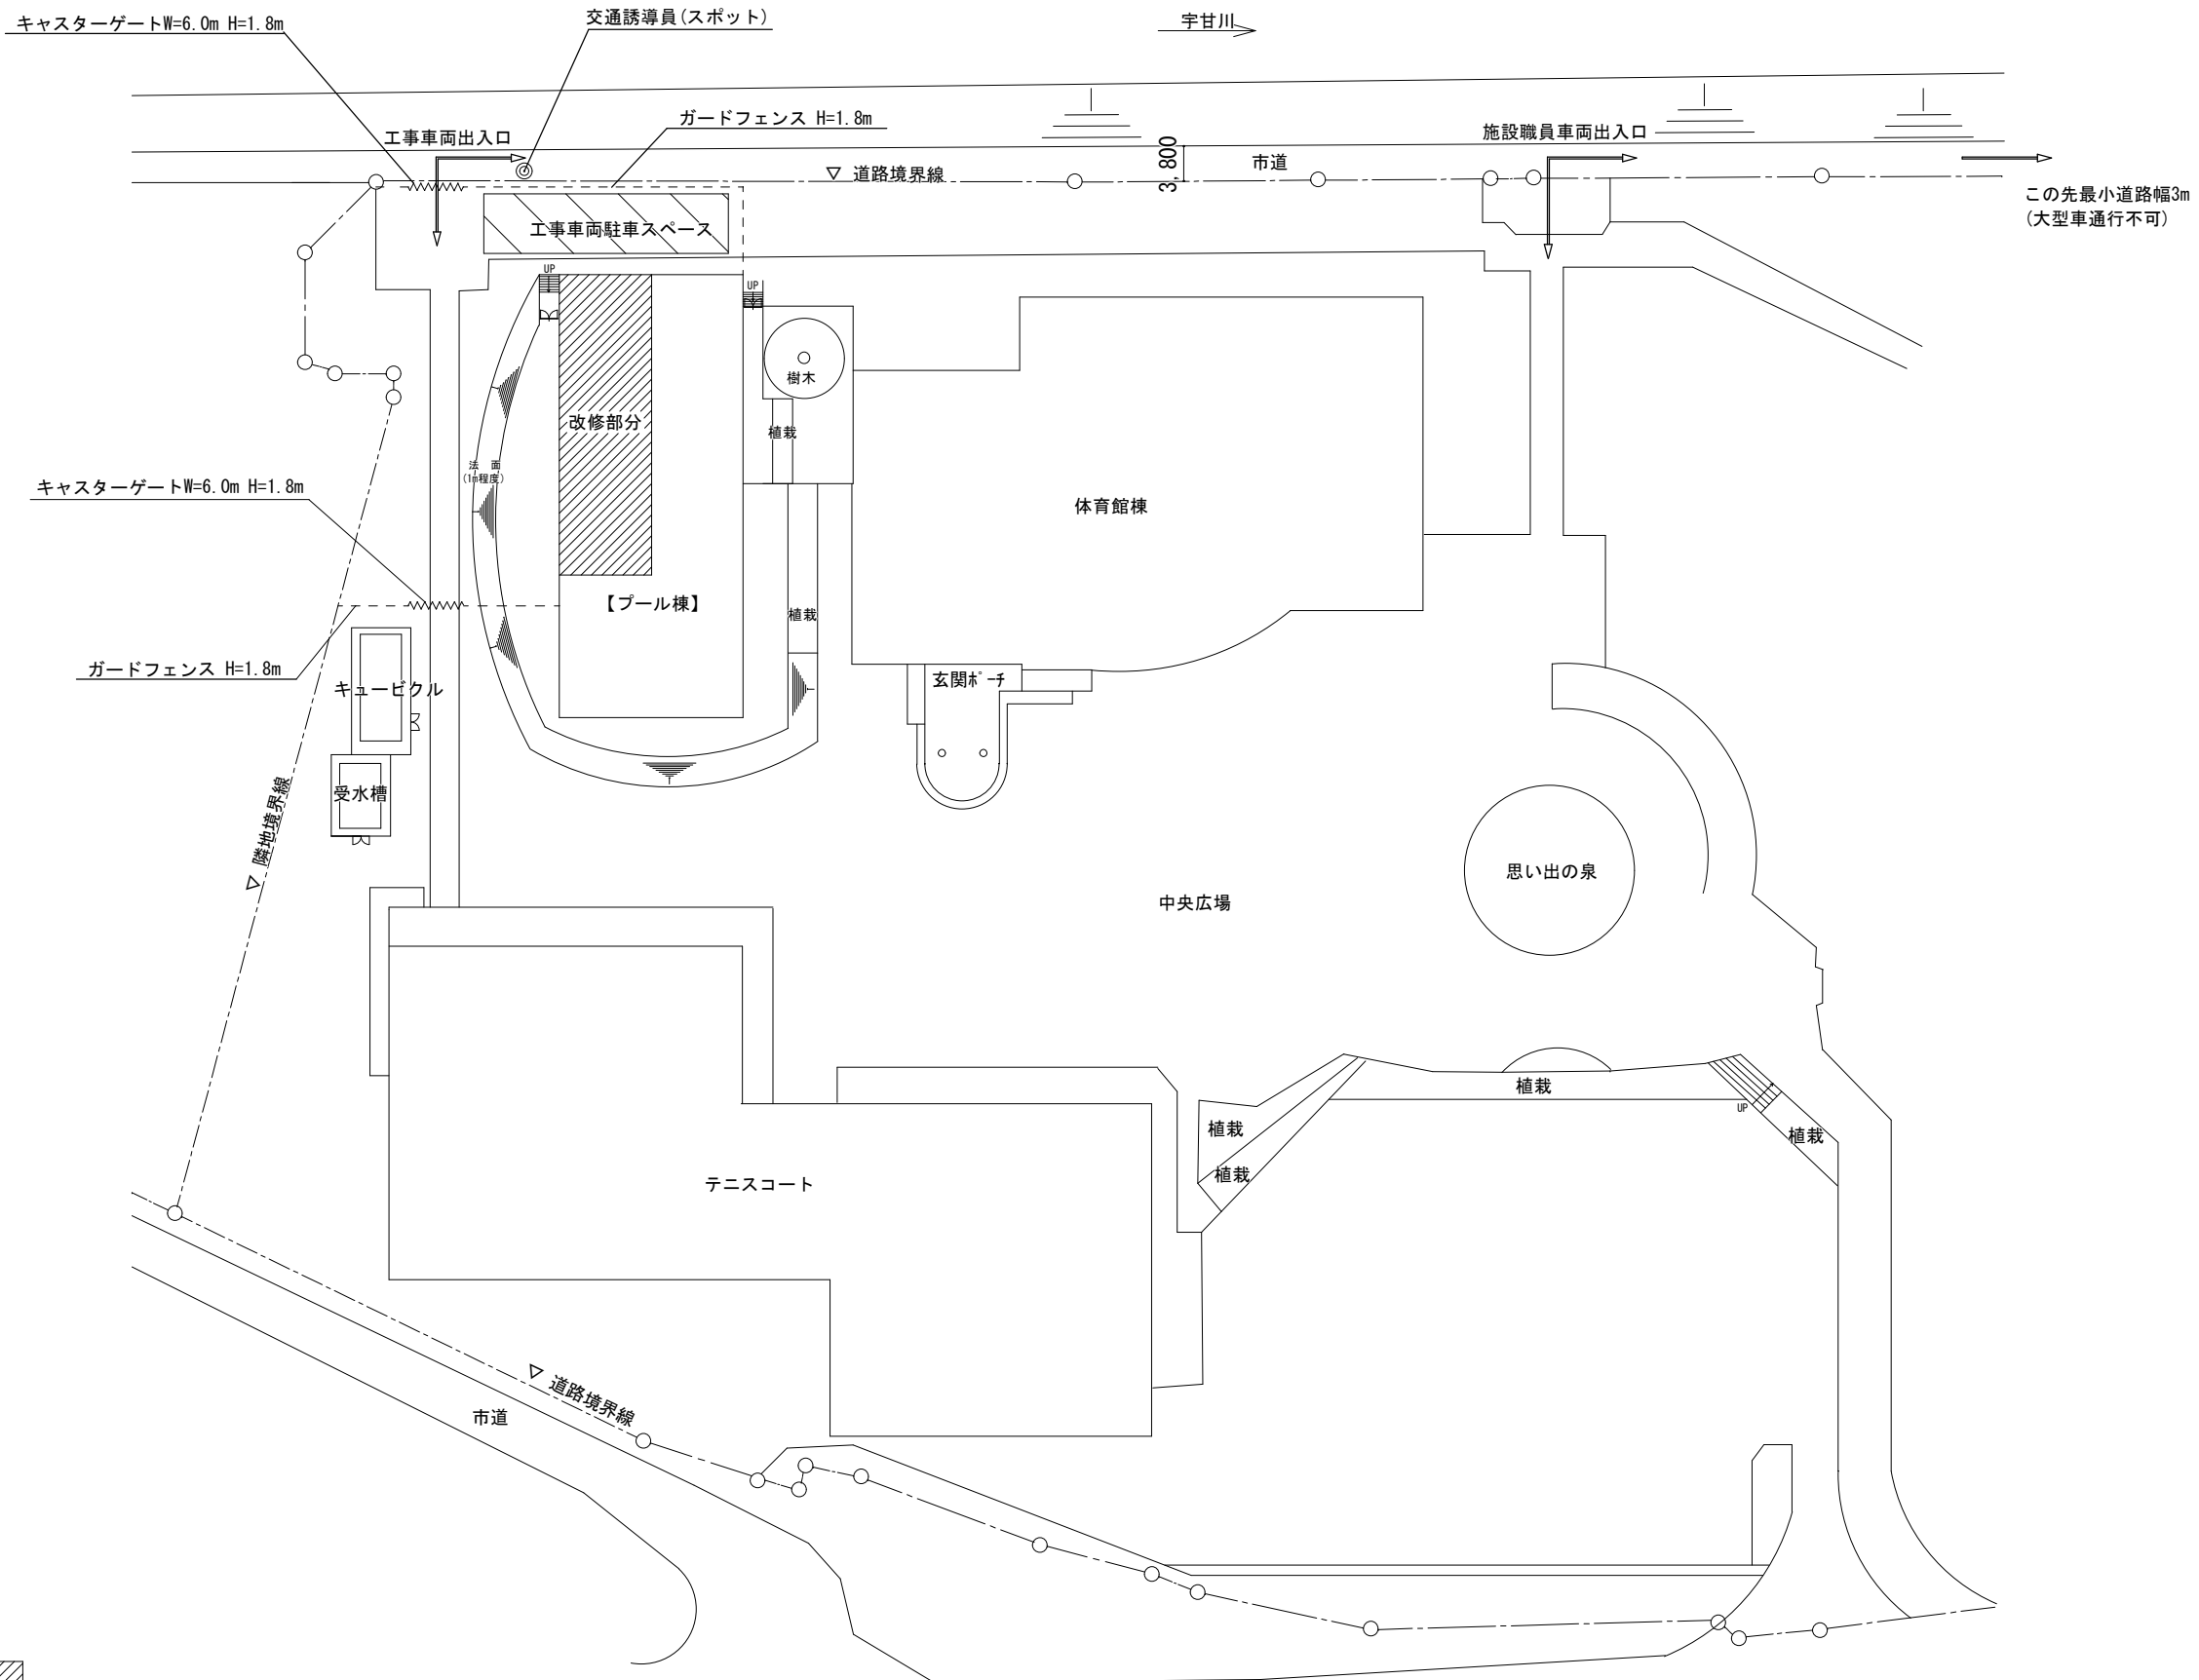 キャスターゲートW=6.0m H=1.8m
交通誘導員(スポット)
宇甘川
ガードフェンス H=1.8m
工事車両出入口
施設職員車両出入口
3,800
市道
▽ 道路境界線
この先最小道路幅3m
(大型車通行不可)
工事車両駐車スペース
UP
UP
樹木
改修部分
植栽
法 面
(1m程度)
キャスターゲートW=6.0m H=1.8m
体育館棟
【プール棟】
植栽
ガードフェンス H=1.8m
キュービクル
玄関ポーチ
受水槽
▽ 隣地境界線
思い出の泉
中央広場
植栽
UP
植栽
植栽
植栽
テニスコート
▽ 道路境界線
市道